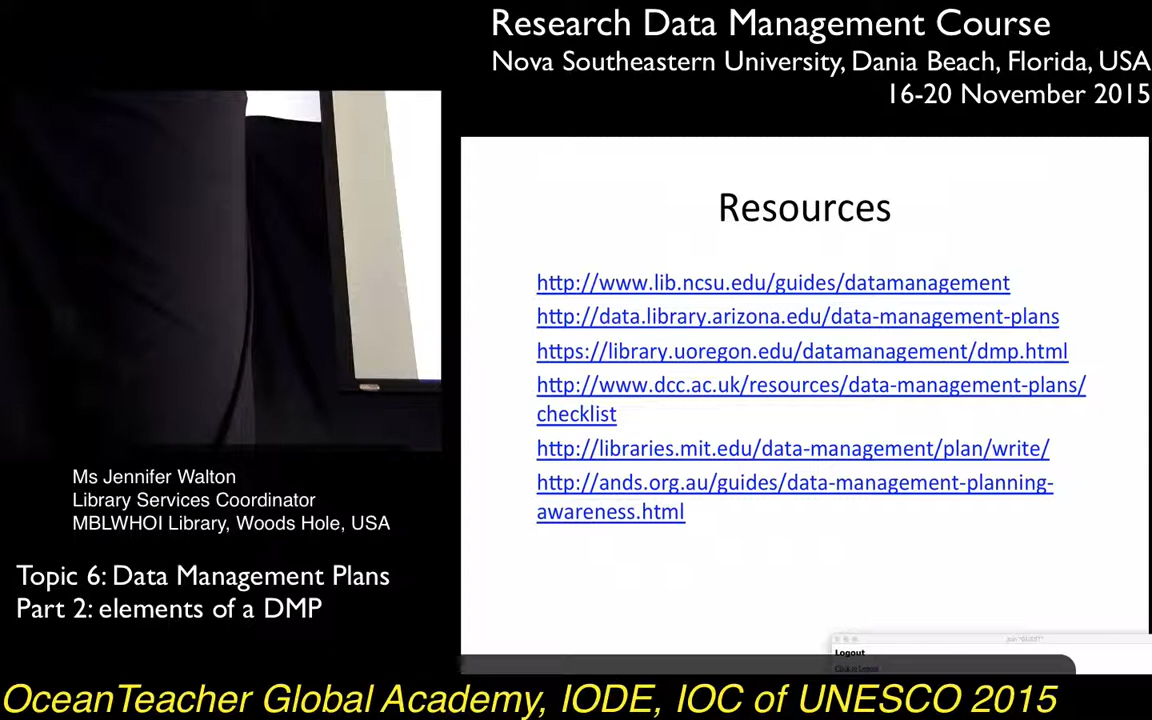 Research Data Management Course
Nova Southeastern University, Dania Beach, Florida, USA
16-20 November 2015
Resources
http://www.lib.ncsu.edu/guides/datamanagement
http://data.library.arizona.edu/data-management-plans
https://library.uoregon.edu/datamanagement/dmp.html
http://www.dcc.ac.uk/resources/data-management-plans/
checklist
http://libraries.mit.edu/data-management/plan/write/
http://ands.org.au/guides/data-management-planning-
awareness.html
Logout
Ms Jennifer Walton
Library Services Coordinator
MBLWHOI Library, Woods Hole, USA
Topic 6: Data Management Plans
Part 2: elements of a DMP
OceanTeacher Global Academy, IODE, IOC of UNESCO 2015